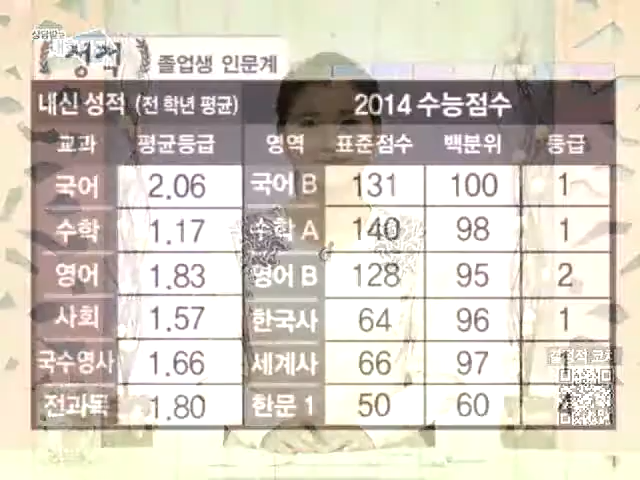 성적 졸업생 인문계
내신 성적 (전 학년 평균) 2014 수능점수
교과 평균등급 영역 표준점수 백분위 등급
국어 2.06 국어 B 131 100 1
수학 1.17 수학 A 140 98 1
영어 1.83 영어 B 128 95 2
사회 1.57 한국사 64 96 1
국수영사 1.66 세계사 66 97
전과목 1.80 한문 1 50 60